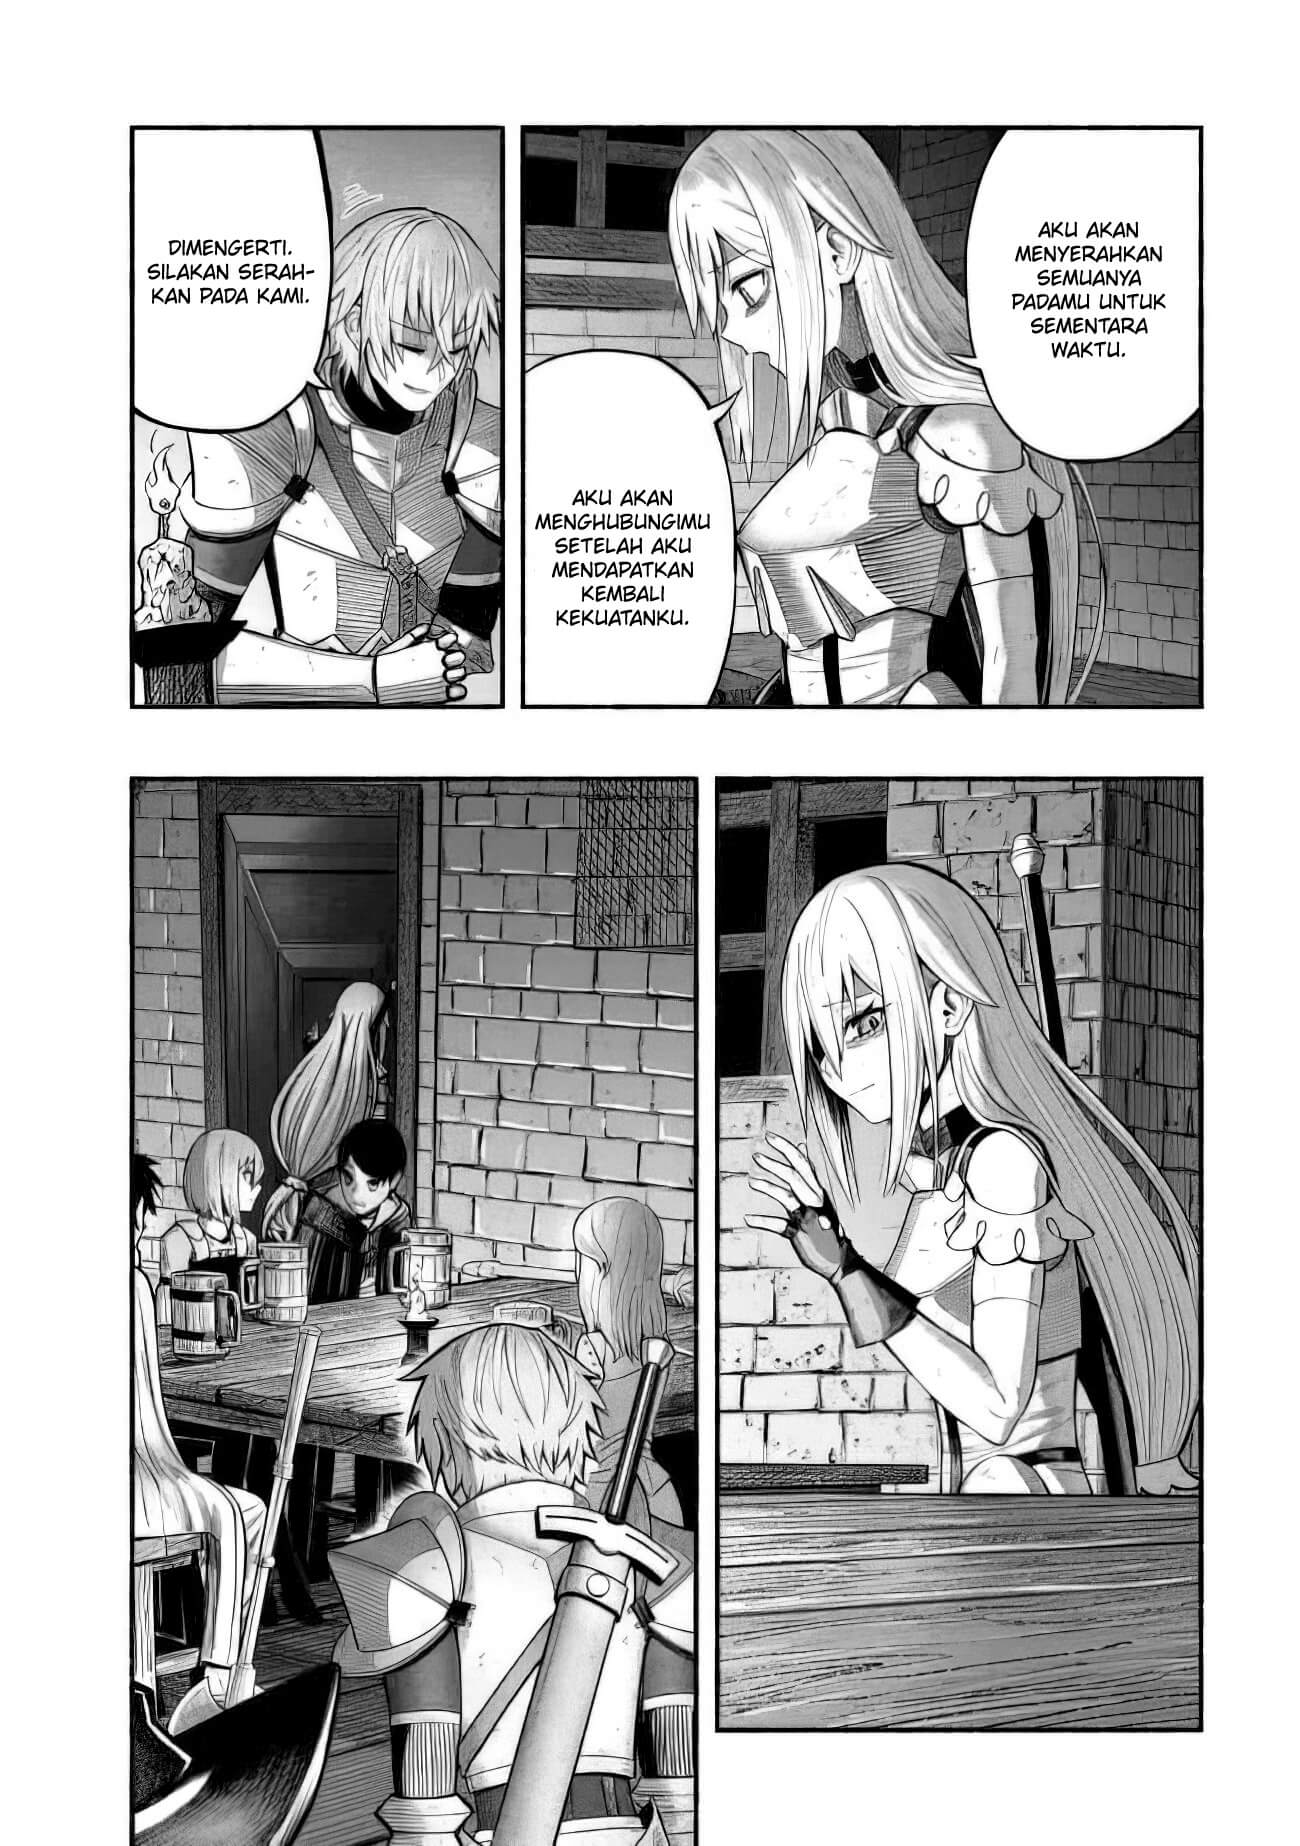 AKU AKAN
MENYERAHKAN
SEMUANYA
PADAMU UNTUK
SEMENTARA
WAKTU.
AKU AKAN
MENGHUBUNGIMU
SETELAH AKU
MENDAPATKAN
KEMBALI
KEKUATANKU.
DIMENGERTI.
SILAKAN SERAH-
KAN PADA KAMI.